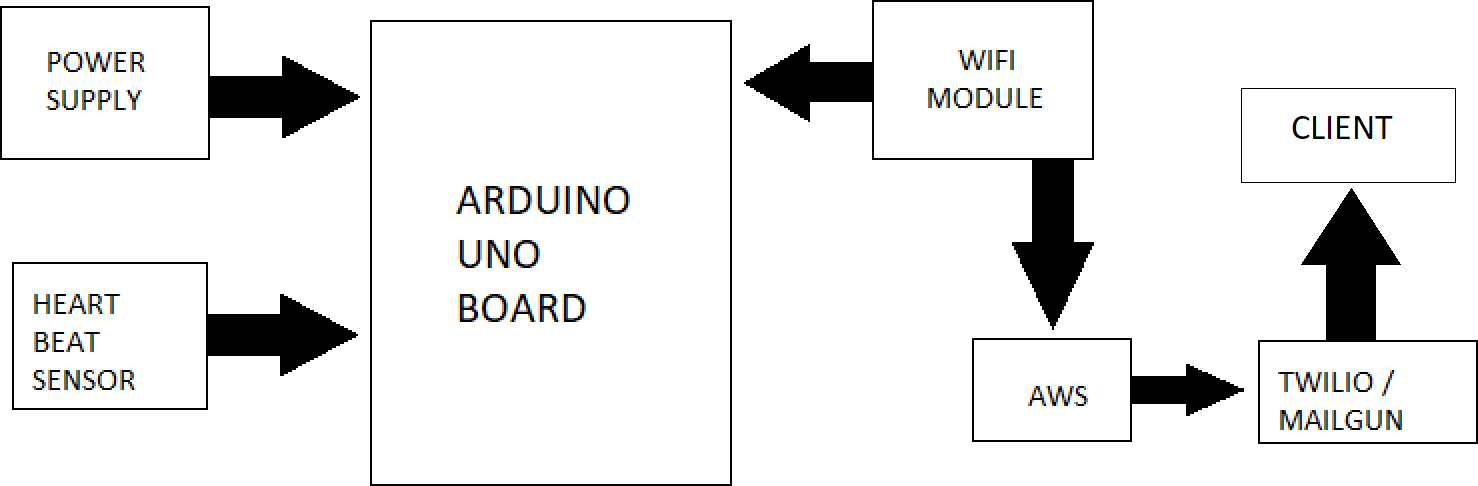 POWER
SUPPLY
HEART
BEAT
SENSOR
ARDUINO
UNO
BOARD
WIFI
MODULE
AWS
TWILIO /
MAILGUN
CLIENT